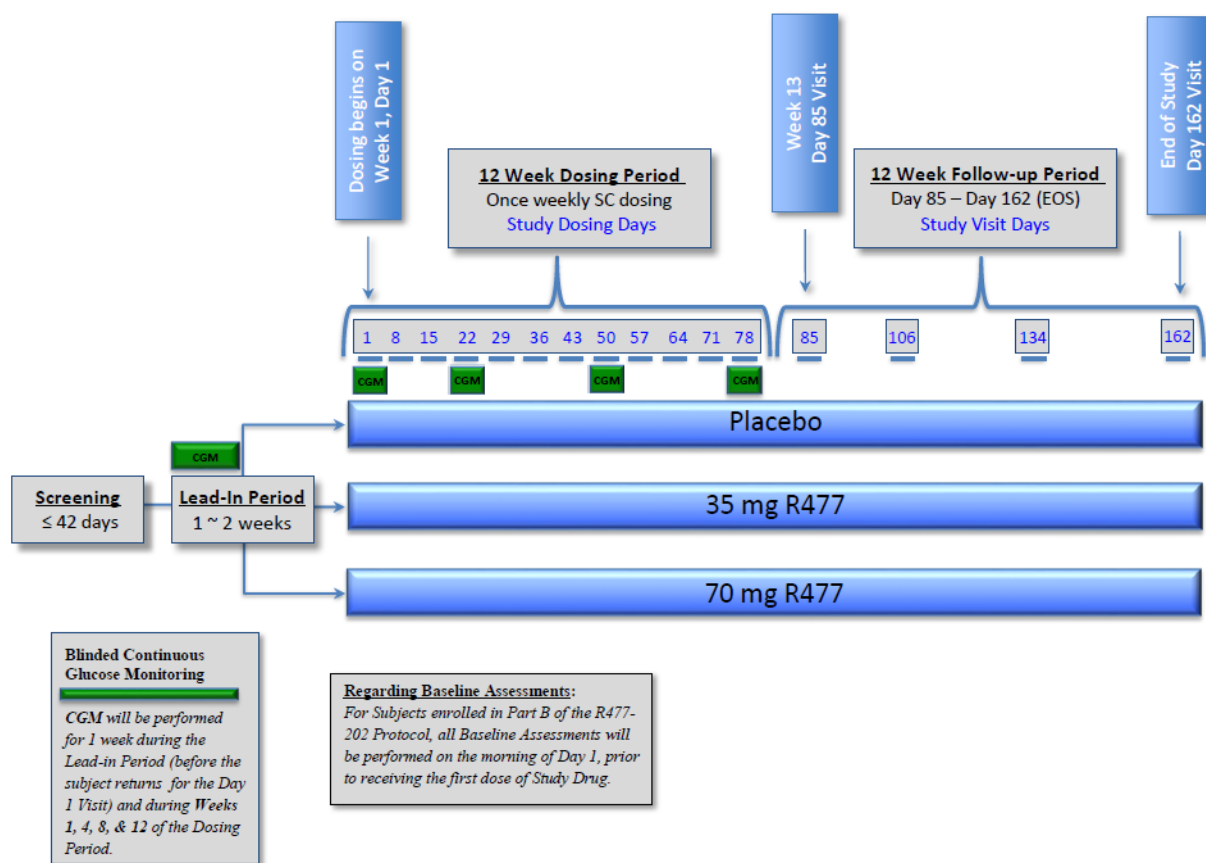 Dosing begins on
Week 1, Day 1
Week 13
Day 85 Visit
End of Study
Day 162 Visit
12 Week Dosing Period
Once weekly SC dosing
Study Dosing Days
12 Week Follow-up Period
Day 85 – Day 162 (EOS)
Study Visit Days
1 8 15 22 29 36 43 50 57 64 71 78 85 106 134 162
CGM CGM CGM CGM
Placebo
CGM
Screening
≤ 42 days
Lead-In Period
1 ~ 2 weeks
35 mg R477
70 mg R477
Blinded Continuous
Glucose Monitoring
CGM will be performed
for 1 week during the
Lead-in Period (before the
subject returns for the Day
1 Visit) and during Weeks
1, 4, 8, & 12 of the Dosing
Period.
Regarding Baseline Assessments:
For Subjects enrolled in Part B of the R477-
202 Protocol, all Baseline Assessments will
be performed on the morning of Day 1, prior
to receiving the first dose of Study Drug.